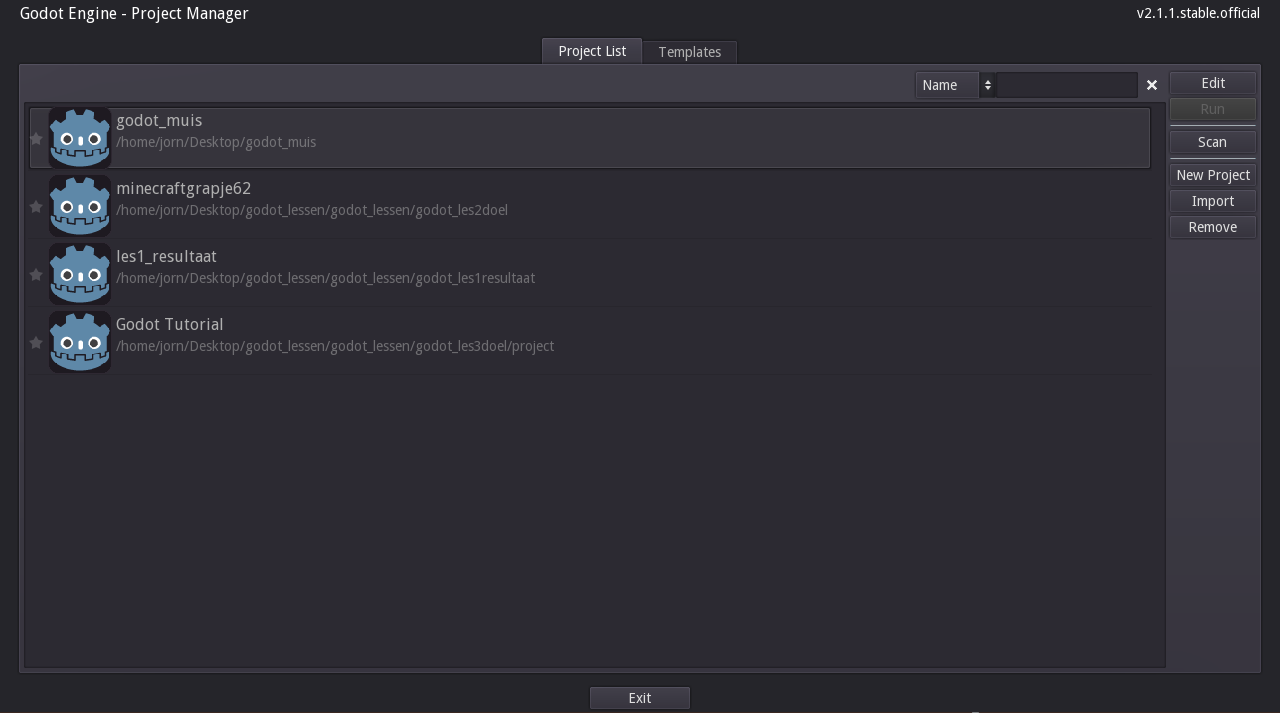 Godot Engine - Project Manager
v2.1.1.stable.official
Project List
Templates
Name
Edit
Run
Scan
New Project
Import
Remove
godot_muis
/home/jorn/Desktop/godot_muis
minecraftgrapje62
/home/jorn/Desktop/godot_lessen/godot_lessen/godot_les2doel
les1_resultaat
/home/jorn/Desktop/godot_lessen/godot_lessen/godot_les1resultaat
Godot Tutorial
/home/jorn/Desktop/godot_lessen/godot_lessen/godot_les3doel/project
Exit